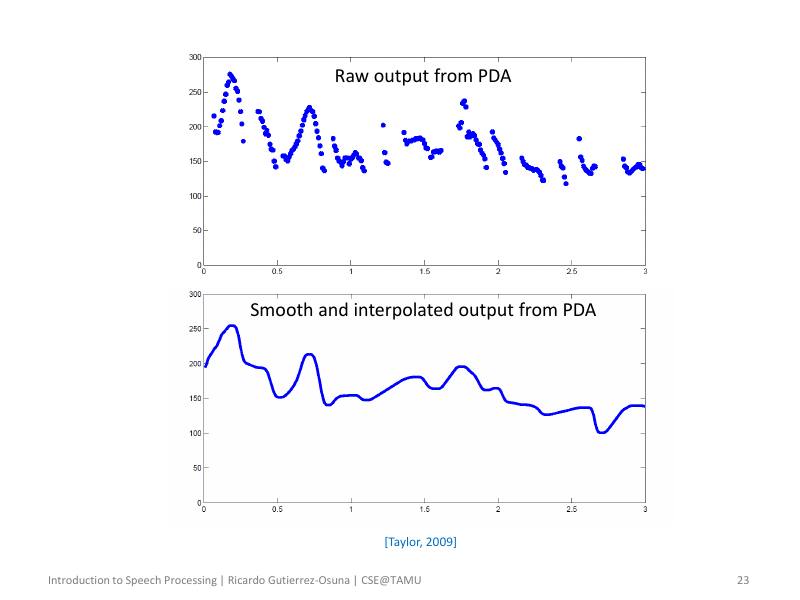 Raw output from PDA
300
250
200
150
100
50
0
0 0.5 1 1.5 2 2.5 3
Smooth and interpolated output from PDA
300
250
200
150
100
50
0
0 0.5 1 1.5 2 2.5 3
[Taylor, 2009]
Introduction to Speech Processing | Ricardo Gutierrez-Osuna | CSE@TAMU 23